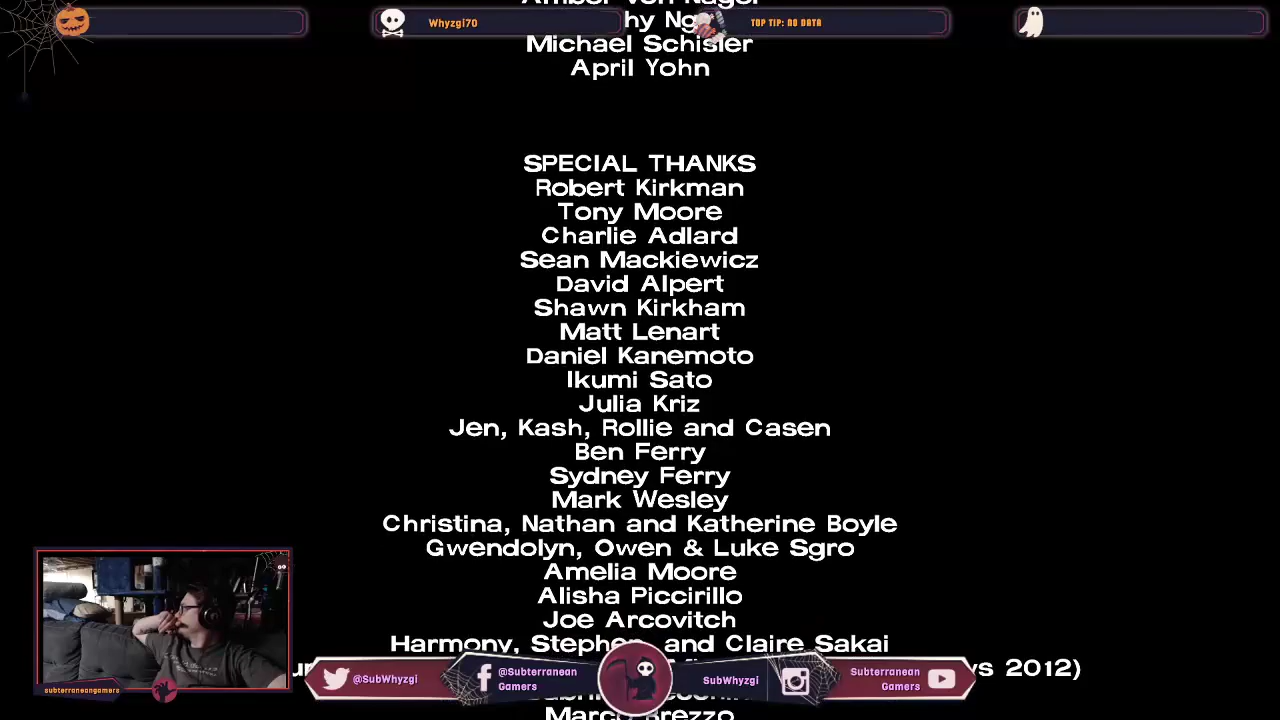 Whyzgi70
TOP TIP: NO DATA
hy Ng
Michael Schisler
April Yohn
SPECIAL THANKS
Robert Kirkman
Tony Moore
Charlie Adlard
Sean Mackiewicz
David Alpert
Shawn Kirkham
Matt Lenart
Daniel Kanemoto
Ikumi Sato
Julia Kriz
Jen, Kash, Rollie and Casen
Ben Ferry
Sydney Ferry
Mark Wesley
Christina, Nathan and Katherine Boyle
Gwendolyn, Owen & Luke Sgro
Amelia Moore
Alisha Piccirillo
Joe Arcovitch
Harmony, Stephen, and Claire Sakai
s 2012)
@SubWhyzgi
@Subterranean
Gamers
SubWhyzgi
Subterranean
Gamers
subterraneangamers